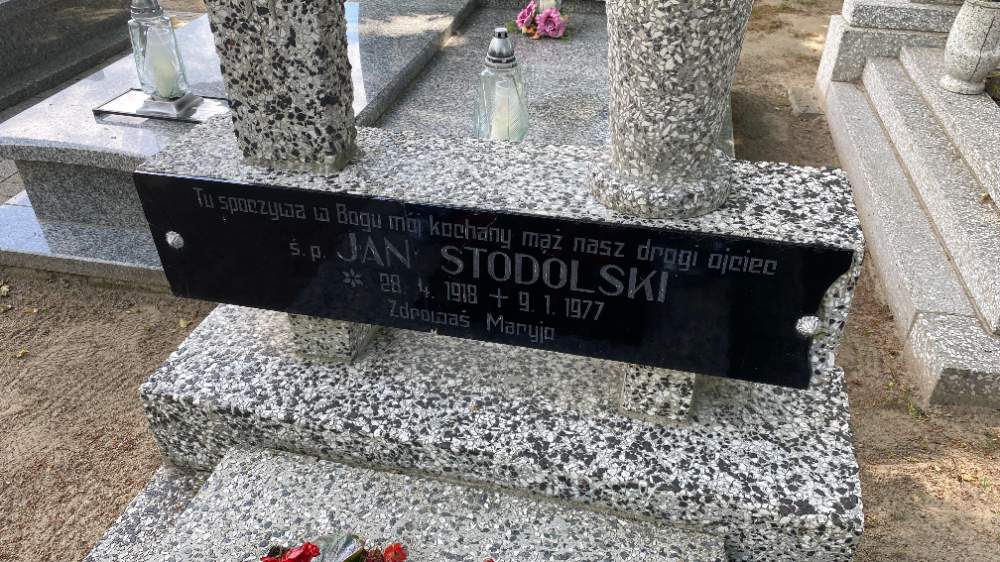 Tu spoczywa w Bogu mój kochany mąż nasz drogi ojciec
ś. p. JAN STODOLSKI
* 28. 4. 1918 + 9. 1. 1977
Zdrowaś Maryjo